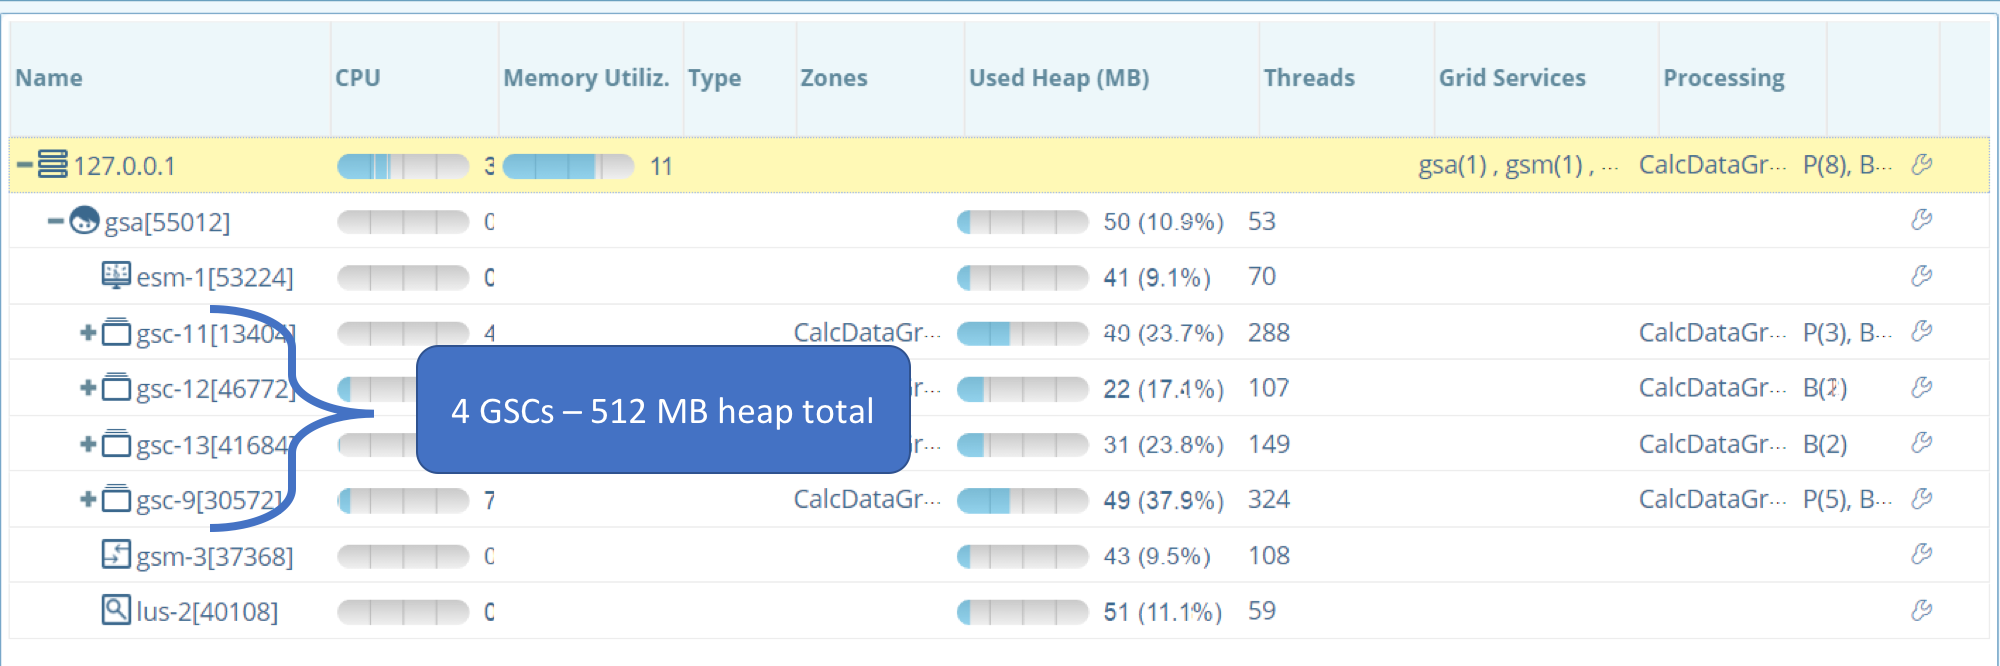 Name CPU Memory Utiliz. Type Zones Used Heap (MB) Threads Grid Services Processing
127.0.0.1 3 11 gsa(1) , gsm(1) , ... CalcDataGr... P(8), B...
gsa[55012] 0 50 (10.9%) 53
esm-1[53224] 0 41 (9.1%) 70
gsc-11[13404] 4 CalcDataGr... (23.7%) 288 CalcDataGr... P(3), B...
gsc-12[46772] r... 22 (17.4%) 107 CalcDataGr...
4 GSCs – 512 MB heap total
gsc-13[41684] r... 31 (23.8%) 149 CalcDataGr... B(2)
gsc-9[30572] 7 CalcDataGr... 49 (37.9%) 324 CalcDataGr... P(5), B...
gsm-3[37368] 0 43 (9.5%) 108
lus-2[40108] 0 51 (11.1%) 59